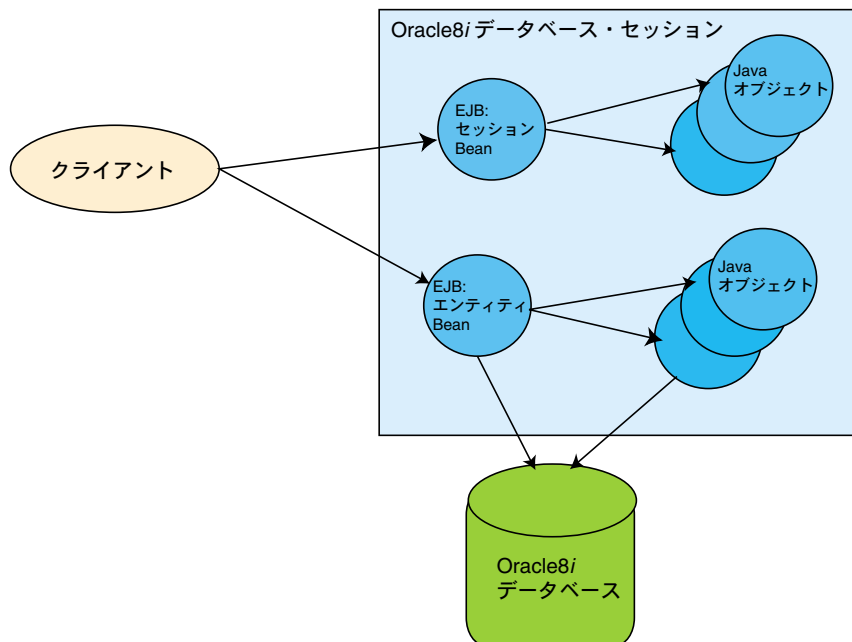 Oracle8i データベース・セッション
Java
オブジェクト
EJB:
セッション
Bean
クライアント
Java
オブジェクト
EJB:
エンティティ
Bean
Oracle8i
データベース